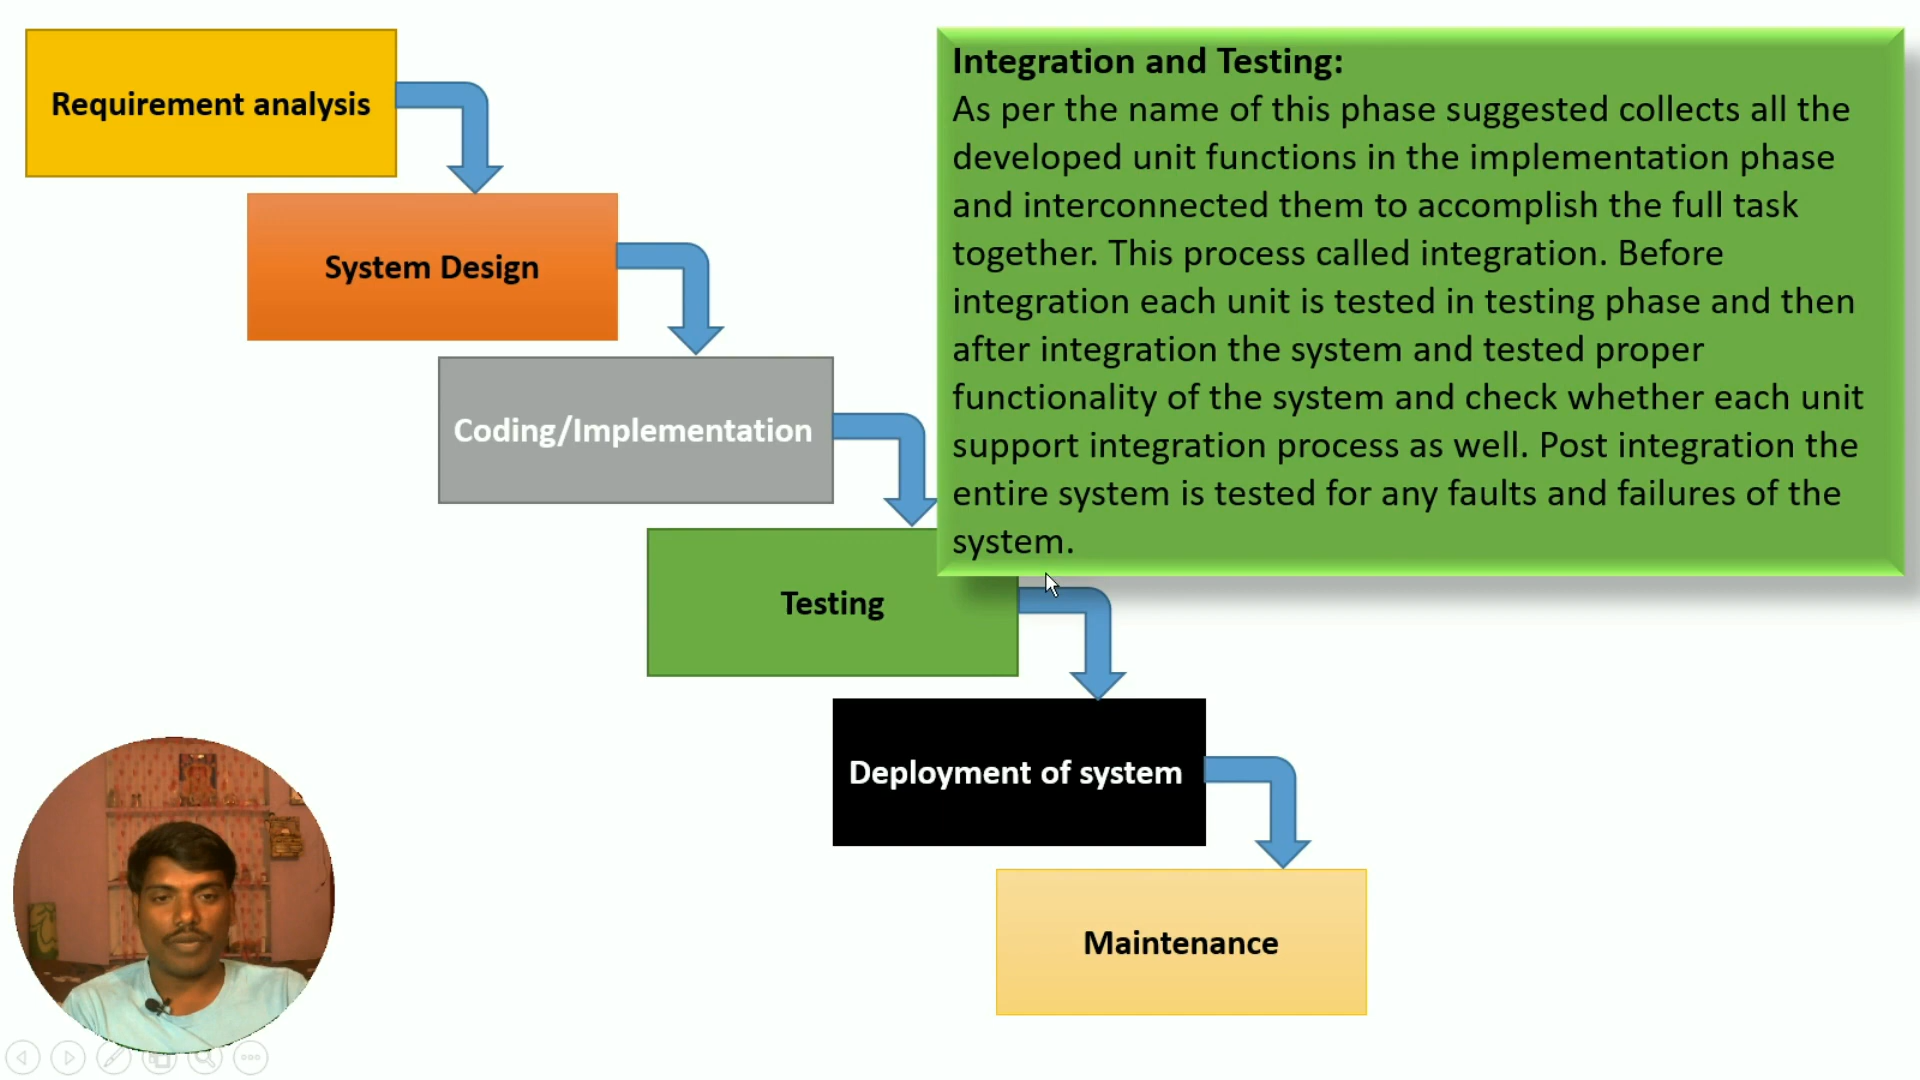 Requirement analysis
System Design
Coding/Implementation
Testing
Deployment of system
Maintenance
Integration and Testing:
As per the name of this phase suggested collects all the
developed unit functions in the implementation phase
and interconnected them to accomplish the full task
together. This process called integration. Before
integration each unit is tested in testing phase and then
after integration the system and tested proper
functionality of the system and check whether each unit
support integration process as well. Post integration the
entire system is tested for any faults and failures of the
system.